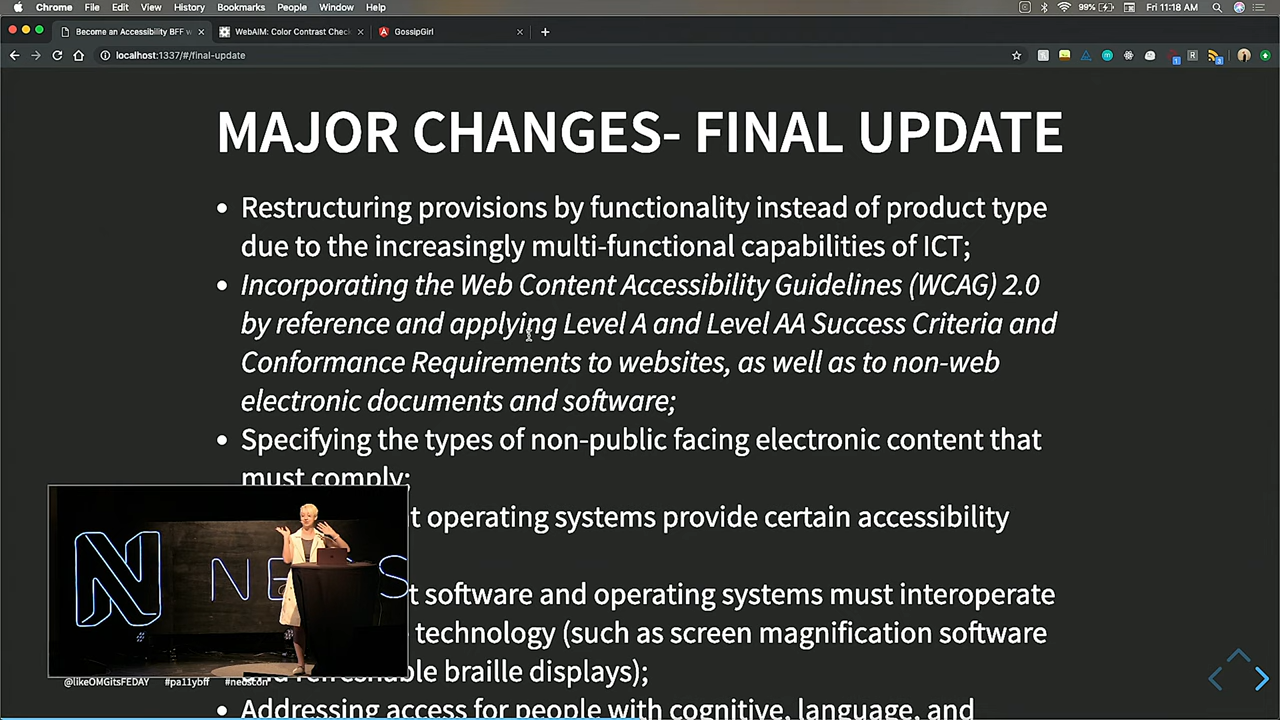 Chrome File Edit View History Bookmarks People Window Help 99% Fri 11:18 AM
Become an Accessibility BFF w WebAIM: Color Contrast Chec GossipGirl
localhost:1337/#/final-update
MAJOR CHANGES- FINAL UPDATE
• Restructuring provisions by functionality instead of product type
due to the increasingly multi-functional capabilities of ICT;
• Incorporating the Web Content Accessibility Guidelines (WCAG) 2.0
by reference and applying Level A and Level AA Success Criteria and
Conformance Requirements to websites, as well as to non-web
electronic documents and software;
• Specifying the types of non-public facing electronic content that
must comply;
t operating systems provide certain accessibility
t software and operating systems must interoperate
technology (such as screen magnification software
refreshable braille displays);
• Addressing access for people with cognitive, language, and
N NEOS
#
@likeOMGitsFEDAY #pa11ybff #neoscon